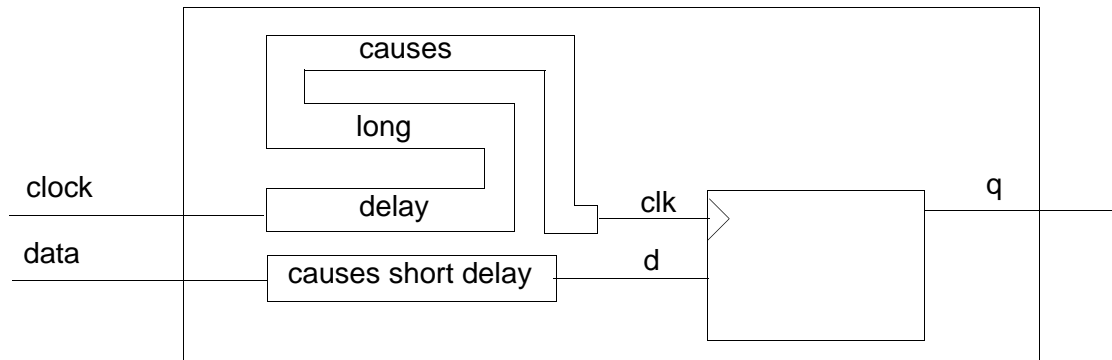 causes
long
delay
clock
data
causes short delay
clk
d
q